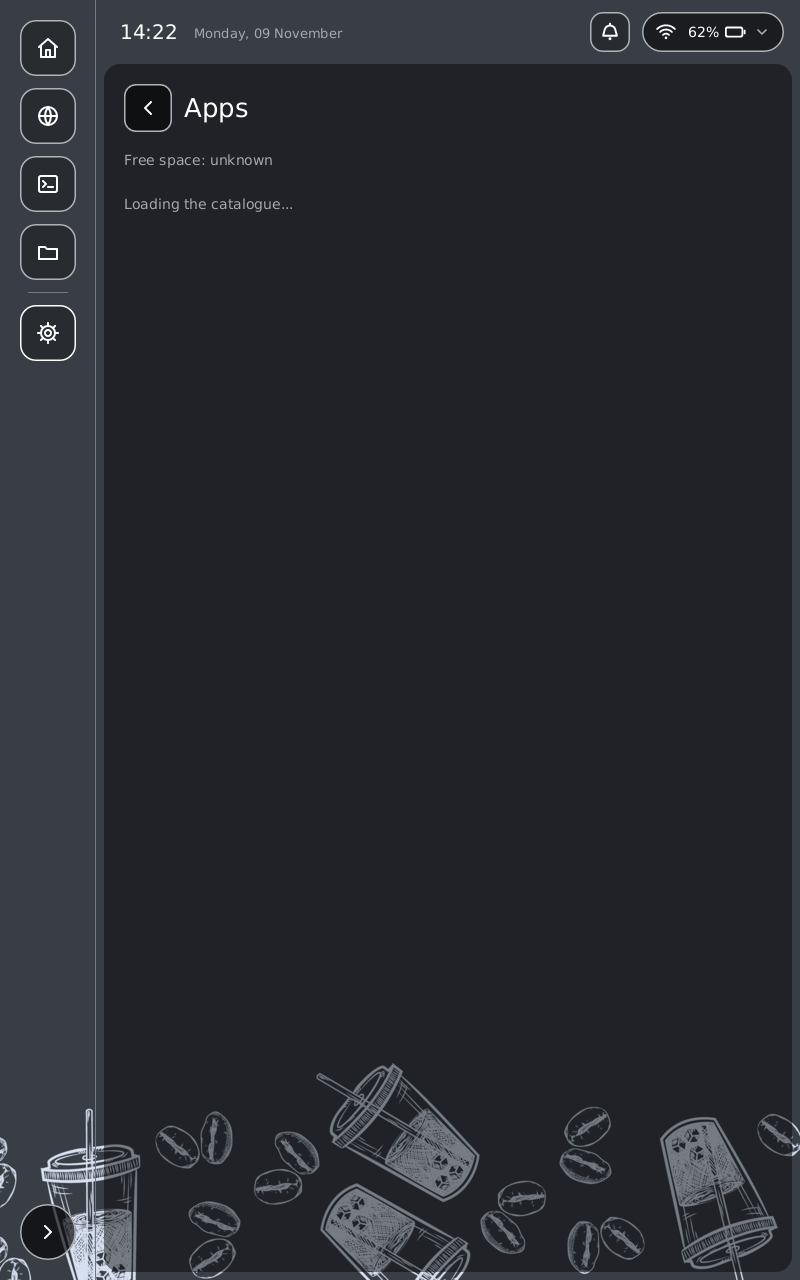 14:22 Monday, 09 November 62%
Apps
Free space: unknown
Loading the catalogue...